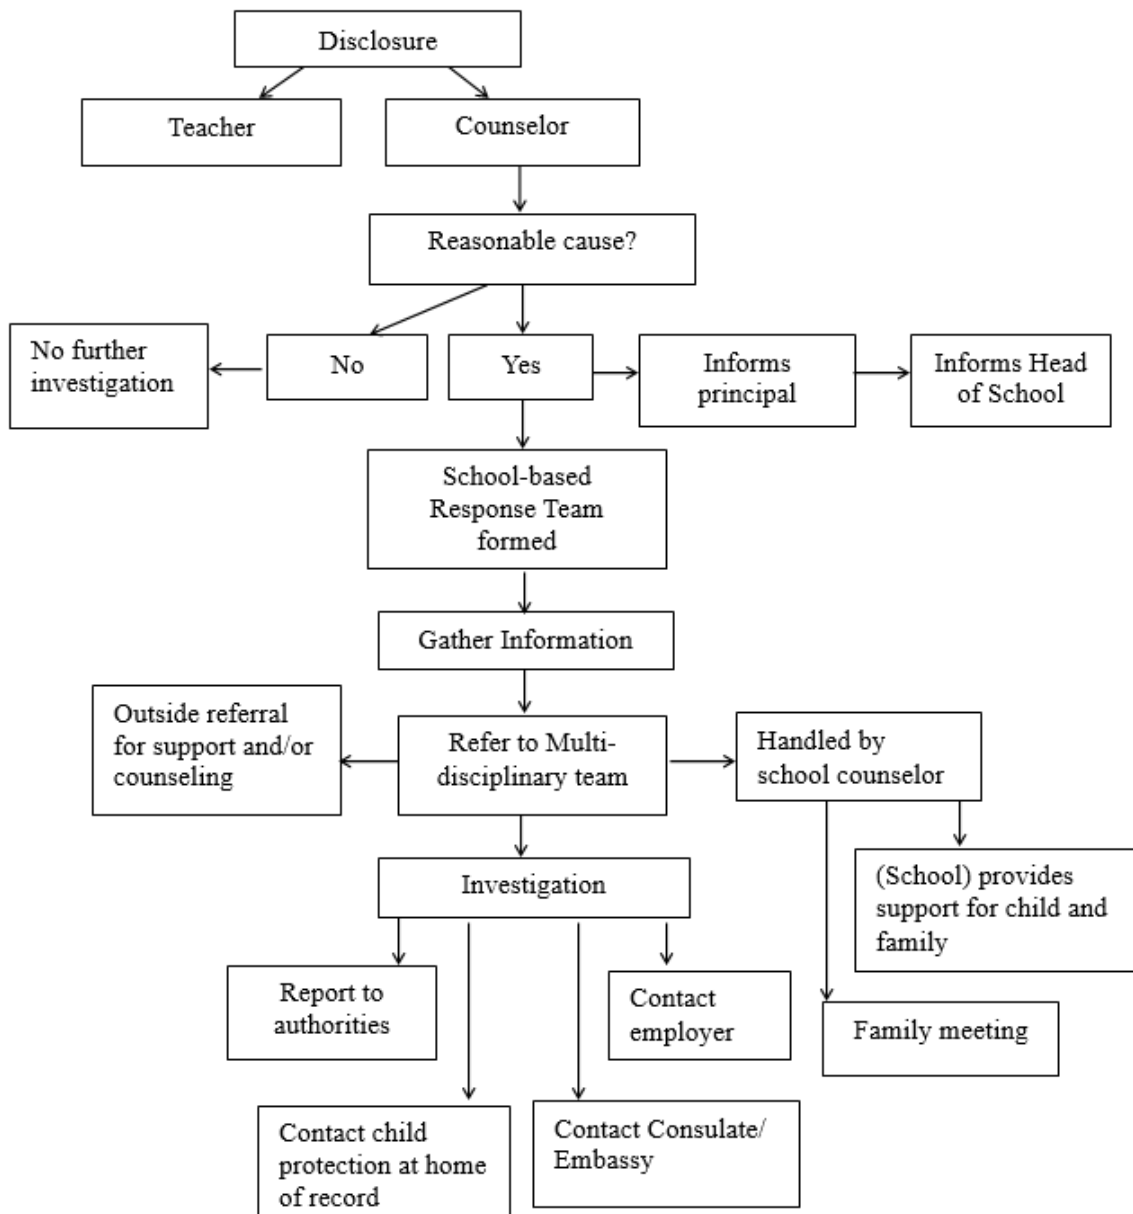 Disclosure
Teacher
Counselor
Reasonable cause?
No further
investigation
No
Yes
Informs
principal
Informs Head
of School
School-based
Response Team
formed
Gather Information
Outside referral
for support and/or
counseling
Refer to Multi-
disciplinary team
Handled by
school counselor
Investigation
(School) provides
support for child and
family
Report to
authorities
Contact
employer
Family meeting
Contact child
protection at home
of record
Contact Consulate/
Embassy